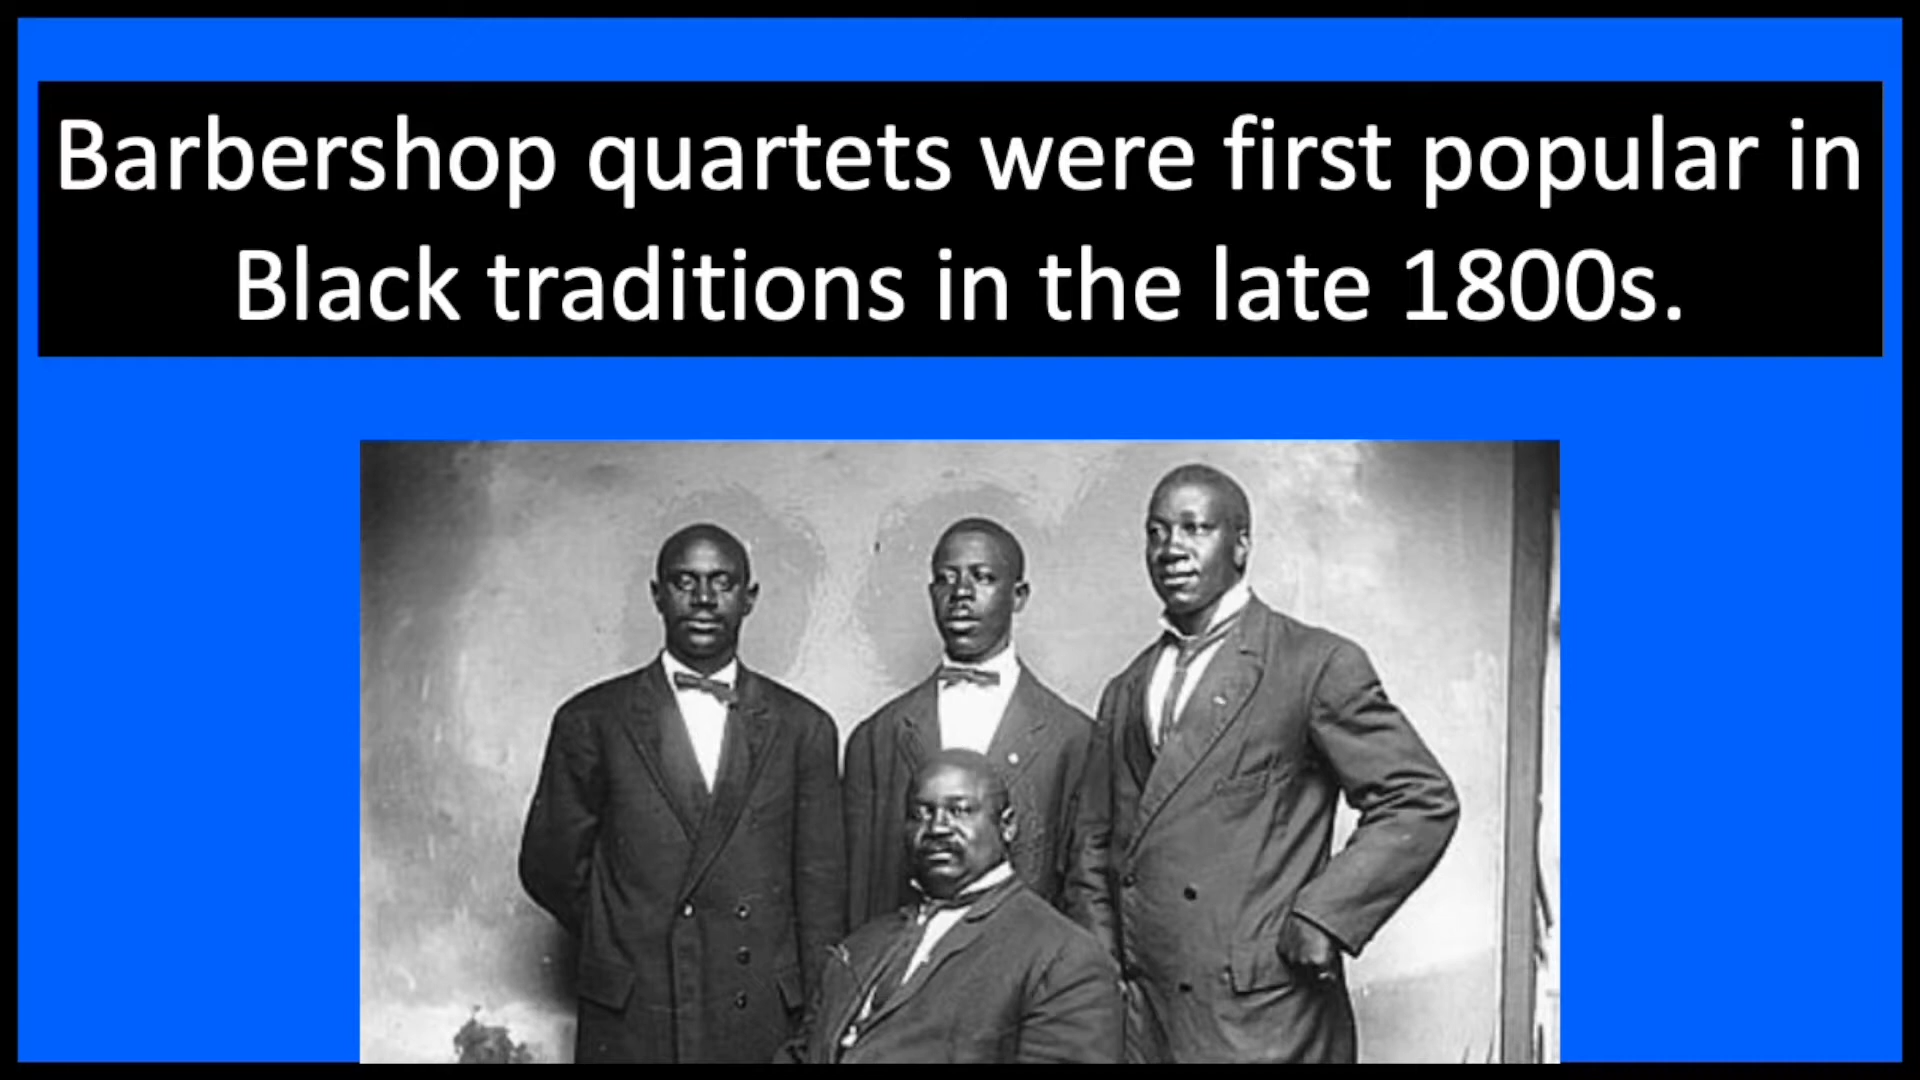 Barbershop quartets were first popular in
Black traditions in the late 1800s.